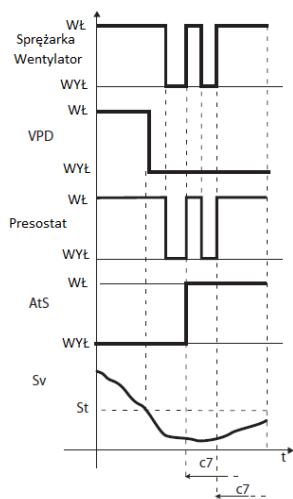 WŁ
Sprężarka
Wentylator
WYŁ
WŁ
VPD
WYŁ
WŁ
Presostat
WYŁ
WŁ
AtS
WYŁ
Sv
St
t
c7
c7